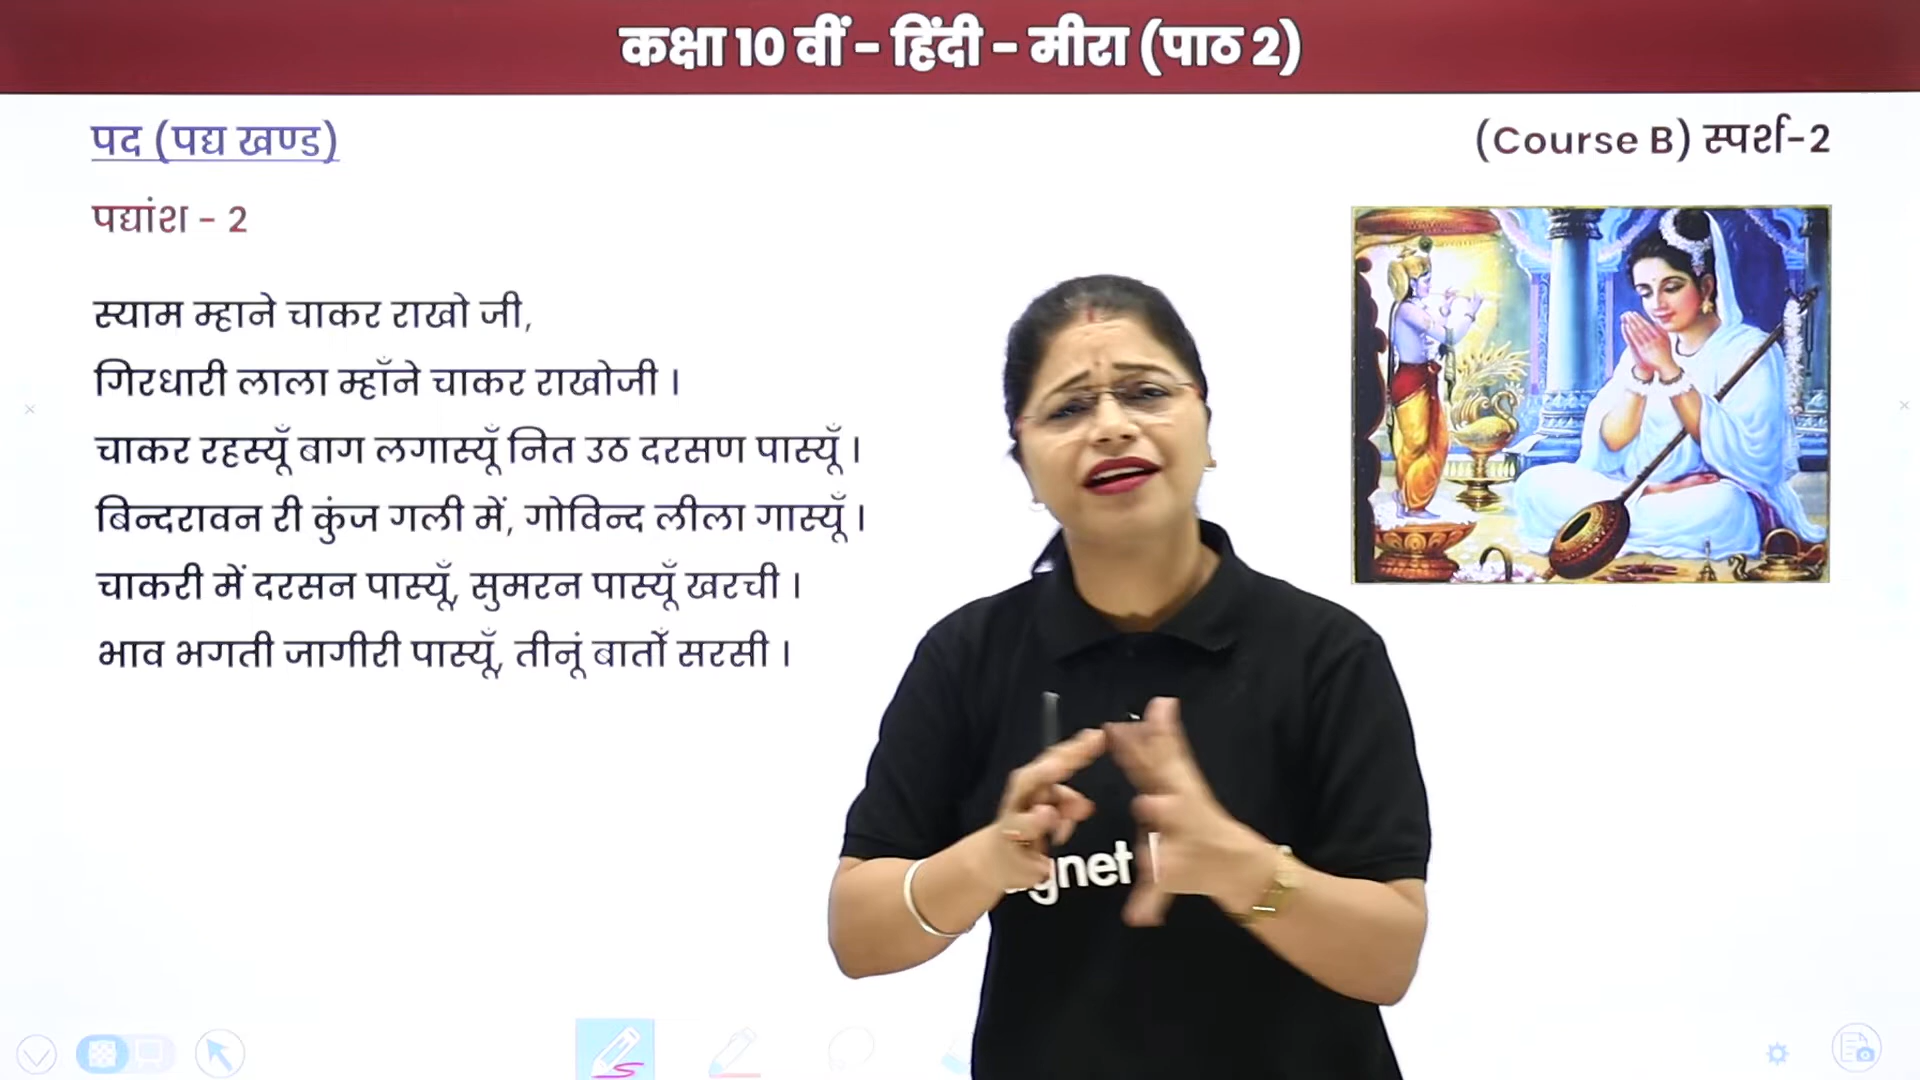 कक्षा 10 वीं - हिंदी - मीरा (पाठ 2)
पद (पद्य खण्ड)
(Course B) स्पर्श-2
पद्यांश - 2
स्याम म्हाने चाकर राखो जी,
गिरधारी लाला म्हाँने चाकर राखोजी ।
चाकर रहस्यूँ बाग लगास्यूँ नित उठ दरसण पास्यूँ ।
बिन्दरावन री कुंज गली में, गोविन्द लीला गास्यूँ ।
चाकरी में दरसन पास्यूँ, सुमरन पास्यूँ खरची ।
भाव भगती जागीरी पास्यूँ, तीनूं बार्तों सरसी ।